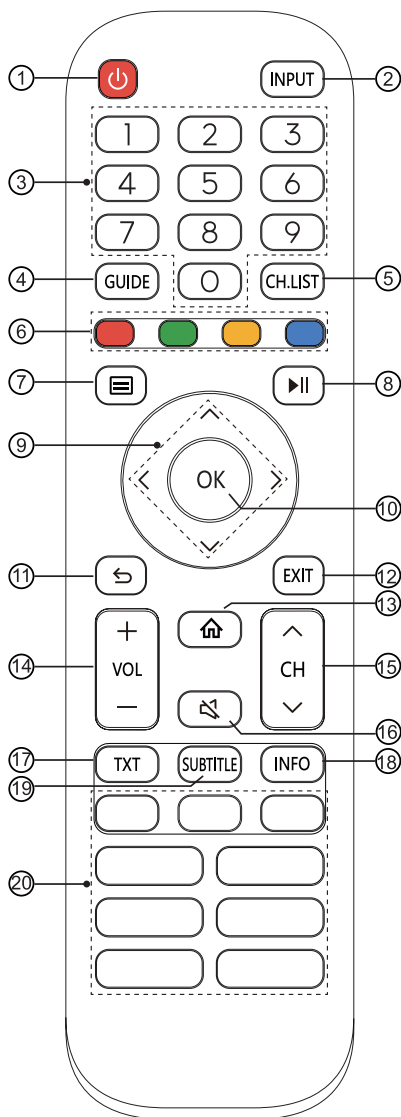 1 INPUT 2
1 2 3
3 4 5 6
7 8 9
4 GUIDE 0 CH.LIST 5
6
7 8
9
OK
10
11 EXIT 12
13
+
14 VOL CH 15
—
16
17 TXT SUBTITLE INFO 18
19
20